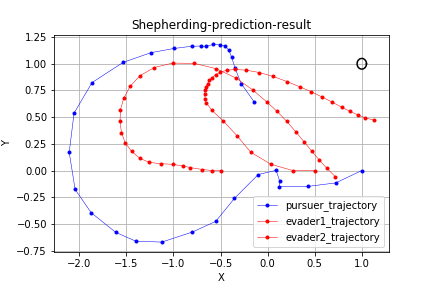 Shepherding-prediction-result
1.25
1.00
0.75
0.50
0.25
0.00
−0.25
−0.50
−0.75
Y
−2.0
−1.5
−1.0
−0.5
0.0
0.5
1.0
X
pursuer_trajectory
evader1_trajectory
evader2_trajectory